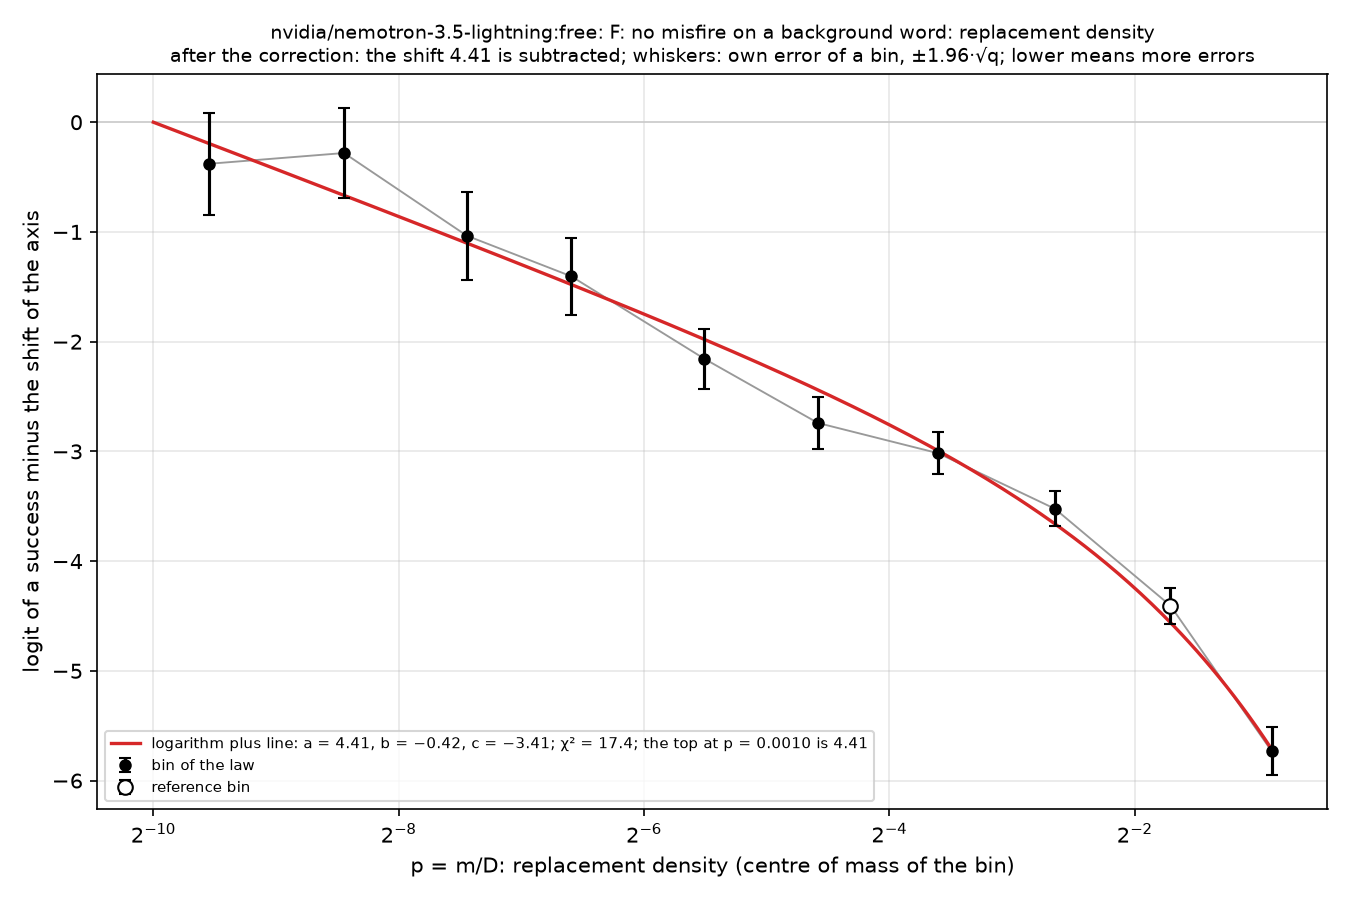 nvidia/nemotron-3.5-lightning:free: F: no misfire on a background word: replacement density
after the correction: the shift 4.41 is subtracted; whiskers: own error of a bin, ±1.96·√q; lower means more errors
logit of a success minus the shift of the axis
0
−1
−2
−3
−4
−5
−6
logarithm plus line: a = 4.41, b = −0.42, c = −3.41; χ² = 17.4; the top at p = 0.0010 is 4.41
bin of the law
reference bin
2⁻¹⁰
2⁻⁸
2⁻⁶
2⁻⁴
2⁻²
p = m/D: replacement density (centre of mass of the bin)